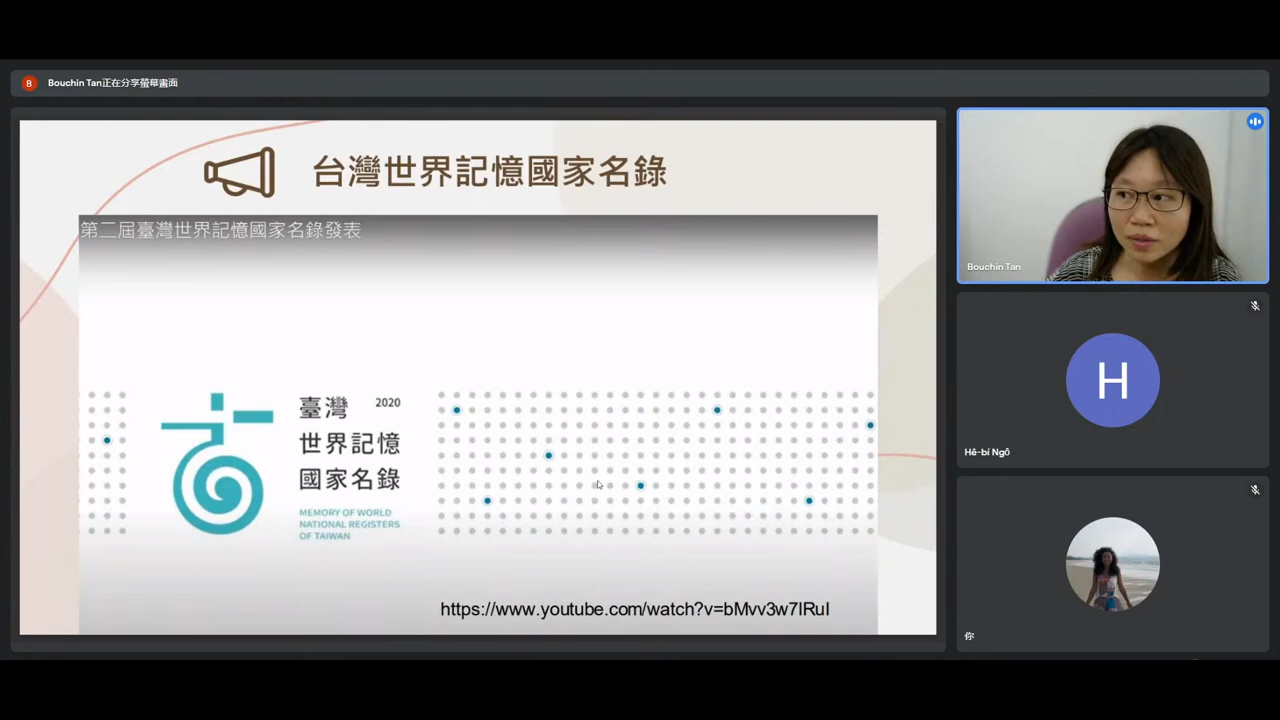 B
Bouchin Tan正在分享螢幕畫面
台灣世界記憶國家名錄
第二屆臺灣世界記憶國家名錄發表
臺灣 2020
世界記憶
國家名錄
MEMORY OF WORLD
NATIONAL REGISTERS
OF TAIWAN
https://www.youtube.com/watch?v=bMvv3w7IRuI
Bouchin Tan
H
Hê-bí Ngô
你